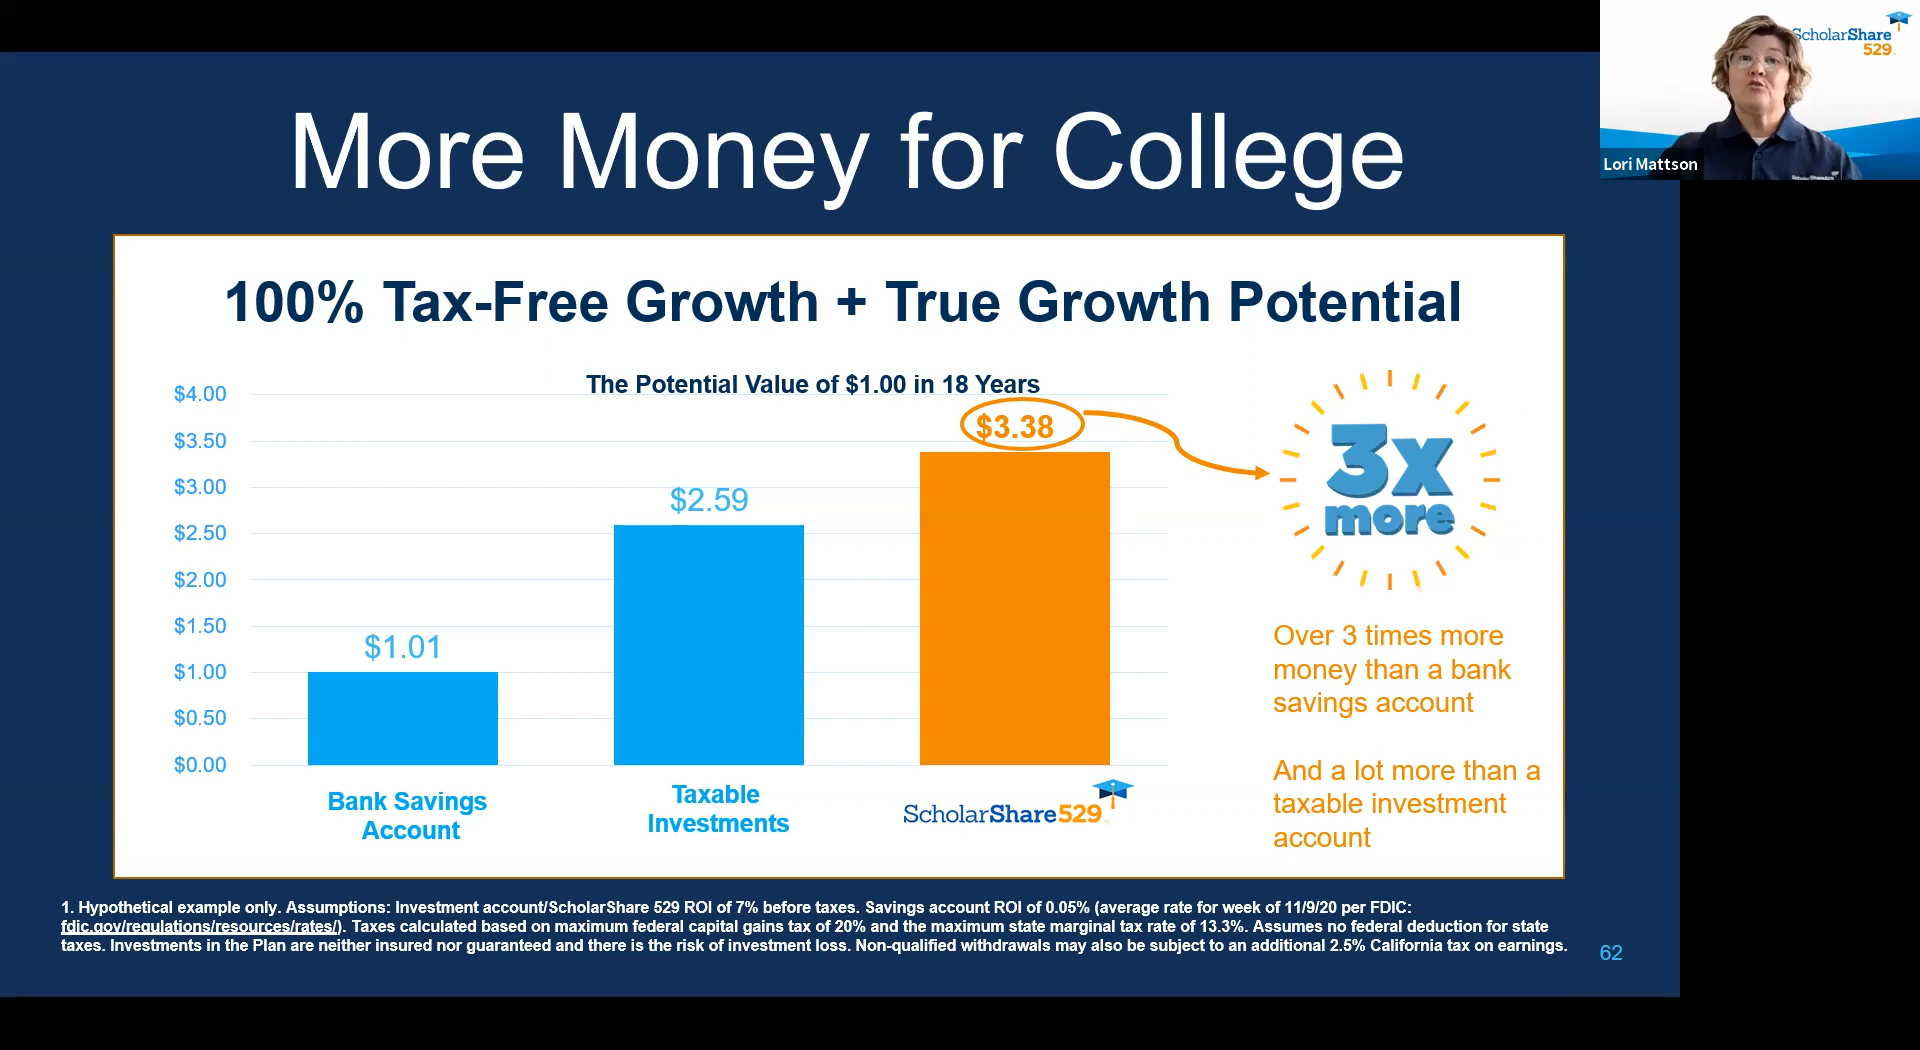 More Money for College
ScholarShare
529
Lori Mattson
100% Tax-Free Growth + True Growth Potential
The Potential Value of $1.00 in 18 Years
$4.00
$3.50
$3.00
$2.50
$2.00
$1.50
$1.00
$0.50
$0.00
$1.01
$2.59
$3.38
Bank Savings
Account
Taxable
Investments
ScholarShare529
3x
more
Over 3 times more
money than a bank
savings account
And a lot more than a
taxable investment
account
1. Hypothetical example only. Assumptions: Investment account/ScholarShare 529 ROI of 7% before taxes. Savings account ROI of 0.05% (average rate for week of 11/9/20 per FDIC:
fdic.gov/regulations/resources/rates/). Taxes calculated based on maximum federal capital gains tax of 20% and the maximum state marginal tax rate of 13.3%. Assumes no federal deduction for state
taxes. Investments in the Plan are neither insured nor guaranteed and there is the risk of investment loss. Non-qualified withdrawals may also be subject to an additional 2.5% California tax on earnings.
62